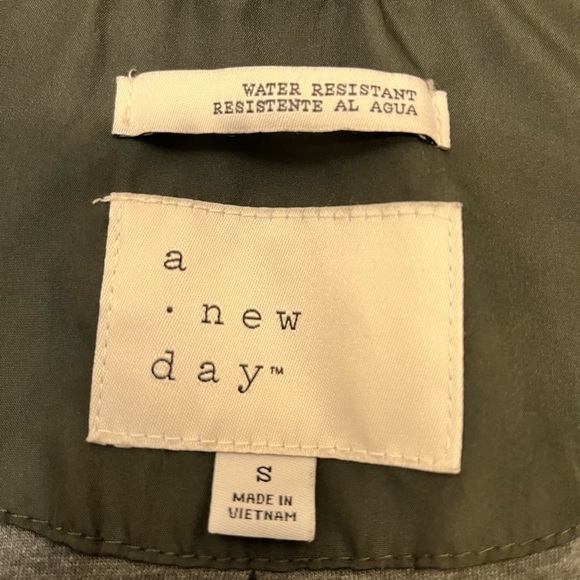 WATER RESISTANT
RESISTENTE AL AGUA
a
· new
day™
S
MADE IN
VIETNAM